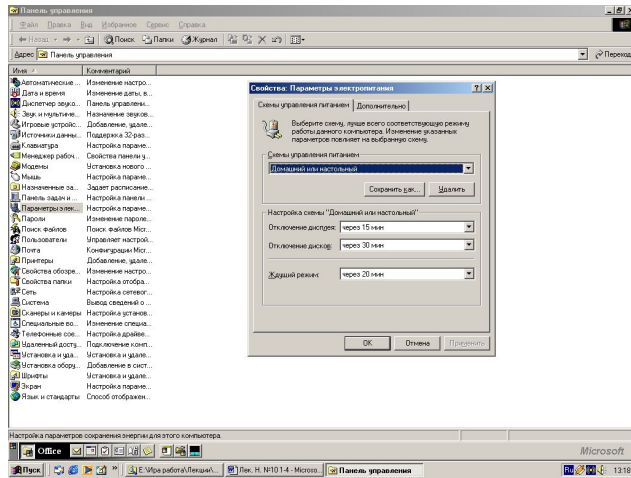 Панель управления
Файл Правка Вид Избранное Сервис Справка
Назад Поиск Папки Журнал
Адрес Панель управления Переход
Имя Комментарий
Автоматические ... Изменение настро...
Дата и время Изменение даты, в...
Диспетчер звуко... Панель управлени...
Звук и мультиме... Назначение звуков...
Игровые устройс... Добавление, удале...
Источники данны... Поддержка 32-раз...
Клавиатура Настройка параме...
Менеджер рабоч... Свойства панели у...
Модемы Установка нового ...
Мышь Настройка параме...
Назначенные за... Задает расписание...
Панель задач и ... Настройка панели ...
Параметры элек... Настройка параме...
Пароли Изменение пароле...
Поиск файлов Поиск Файлов Micr...
Пользователи Управляет настрой...
Почта Конфигурации Micr...
Принтеры Добавление, удале...
Свойства обозре... Изменение настро...
Свойства папки Настройка отобра...
Сеть Настройка сетевог...
Система Вывод сведений о ...
Сканеры и камеры Настройка установ...
Специальные во... Изменение специа...
Телефонные сое... Настройка драйве...
Удаленный досту... Подключение комп...
Установка и уда... Установка и удале...
Установка обору... Добавление в сист...
Шрифты Установка и удале...
Экран Настройка параме...
Язык и стандарты Способ отображен...
Свойства: Параметры электропитания
Схемы управления питанием Дополнительно
Выберите схему, лучше всего соответствующую режиму
работы данного компьютера. Изменение указанных
параметров повлияет на выбранную схему.
Схемы управления питанием
Домашний или настольный
Сохранить как... Удалить
Настройка схемы "Домашний или настольный"
Отключение дисплея: через 15 мин
Отключение дисков: через 30 мин
Ждущий режим: через 20 мин
OK Отмена Применить
Настройка параметров сохранения энергии для этого компьютера.
Office Microsoft
Пуск E:\Ира работа\Лекции\... Лек. Н. №10 1-4 - Microso... Панель управления Ru 13:18